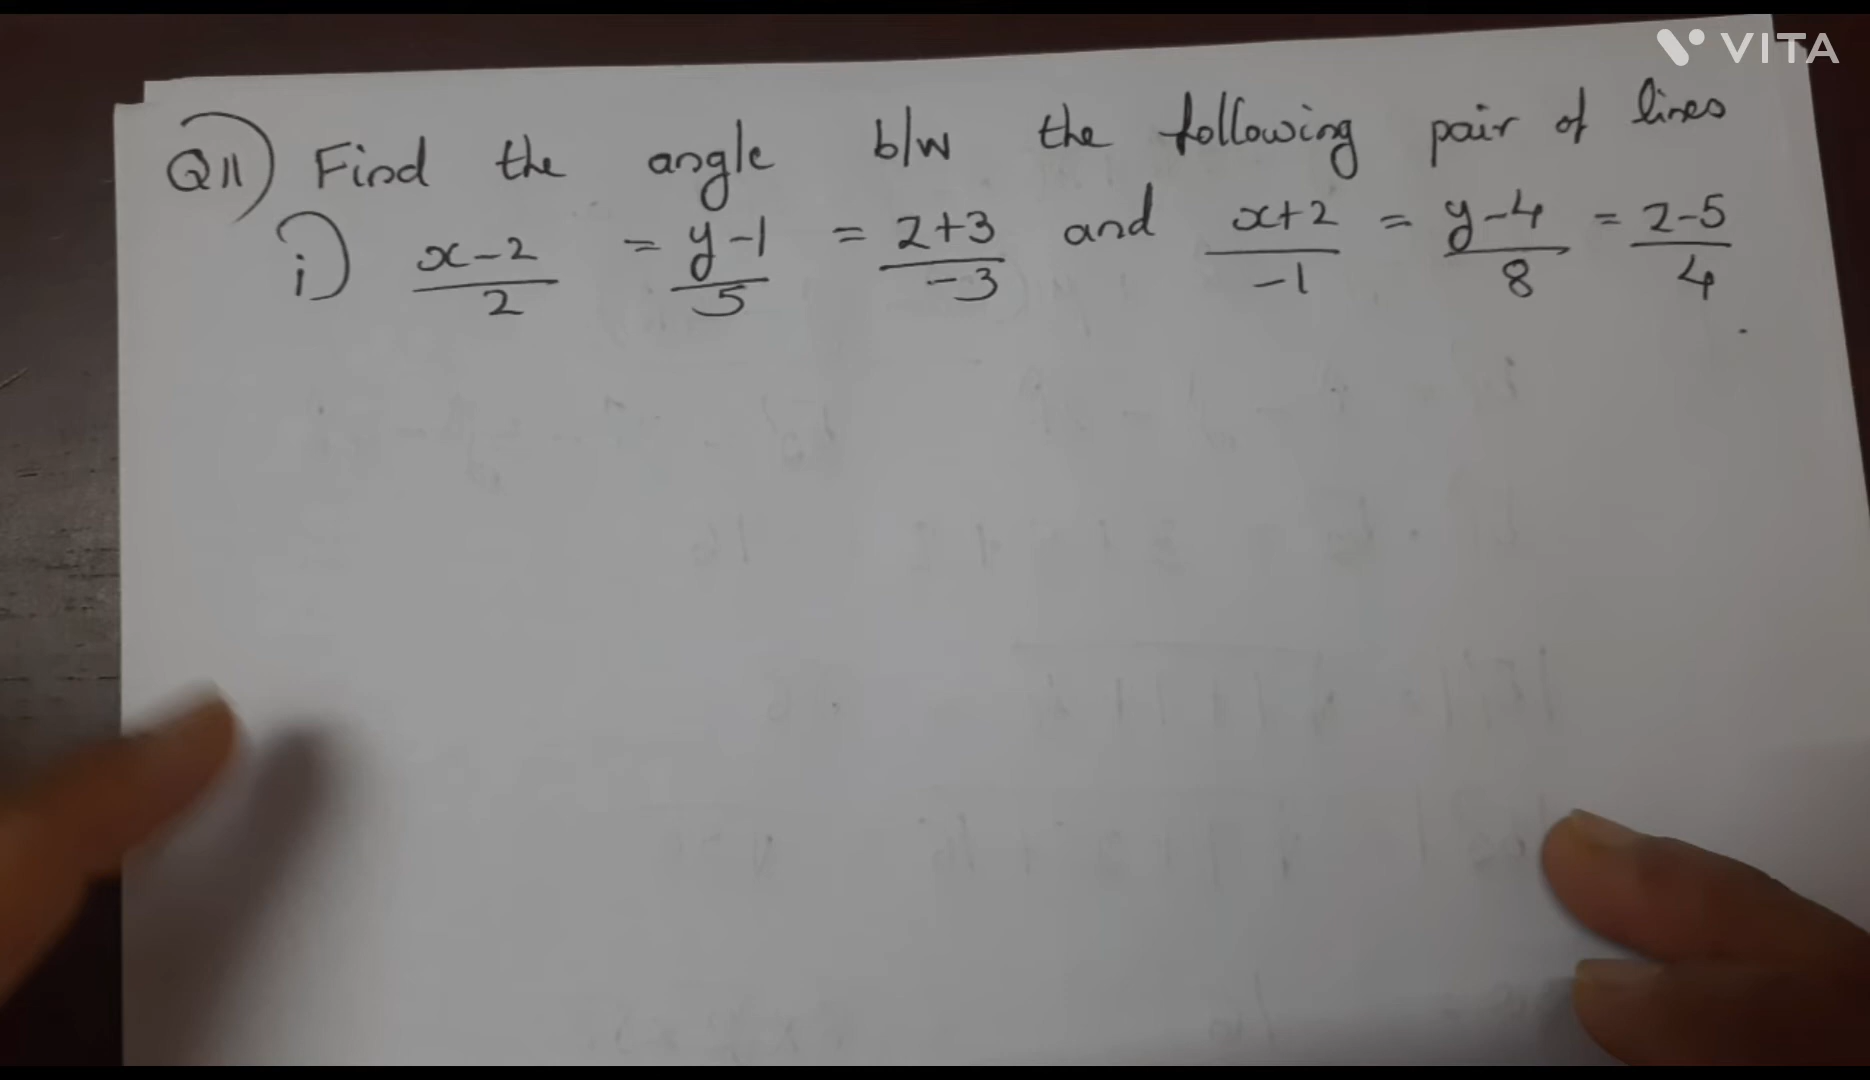 VITA
Q11) Find the angle b/w the following pair of lines
i) x-2/2 = y-1/5 = z+3/-3 and x+2/-1 = y-4/8 = z-5/4 .